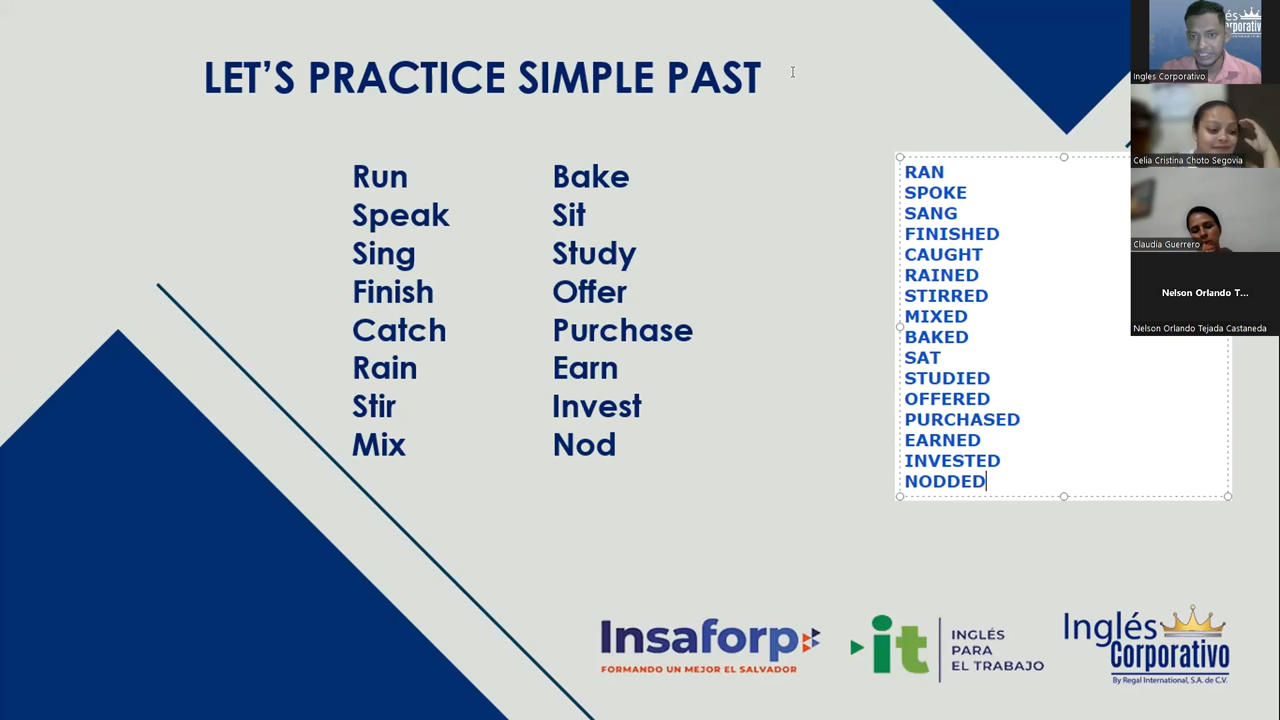 LET'S PRACTICE SIMPLE PAST
Run
Speak
Sing
Finish
Catch
Rain
Stir
Mix
Bake
Sit
Study
Offer
Purchase
Earn
Invest
Nod
RAN
SPOKE
SANG
FINISHED
CAUGHT
RAINED
STIRRED
MIXED
BAKED
SAT
STUDIED
OFFERED
PURCHASED
EARNED
INVESTED
NODDED
Ingles Corporativo
Celia Cristina Choto Segovia
Claudia Guerrero
Nelson Orlando T...
Nelson Orlando Tejada Castaneda
Insaforp
FORMANDO UN MEJOR EL SALVADOR
it
INGLÉS
PARA
EL TRABAJO
Inglés
Corporativo
By Regal International, S.A. de C.V.